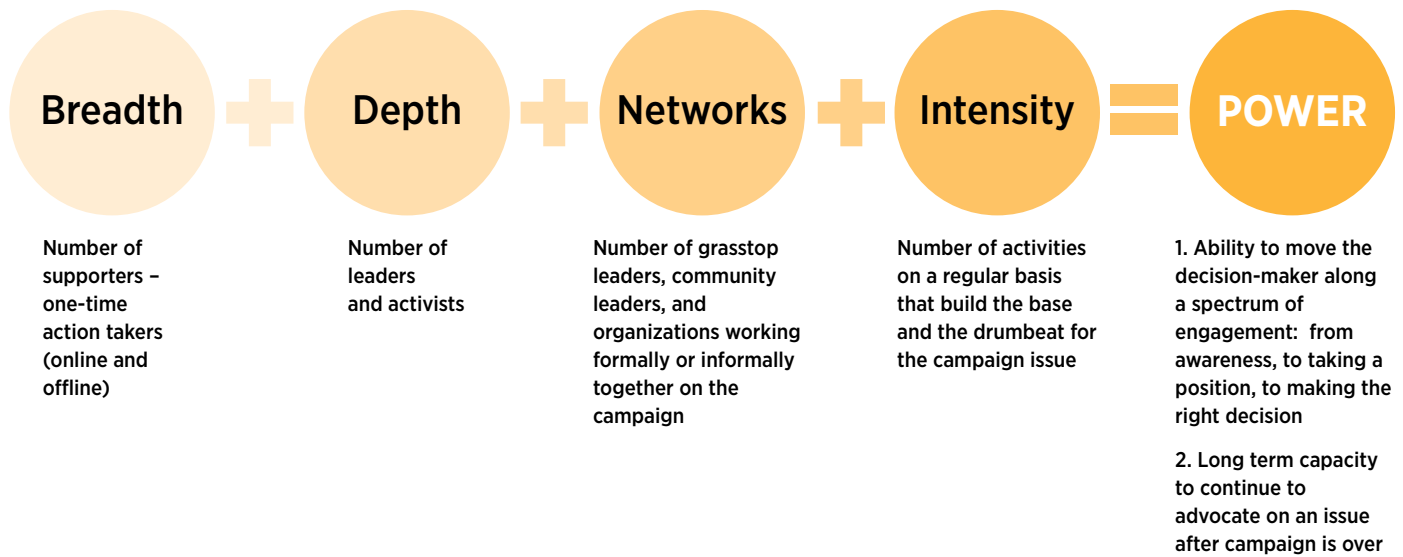 Breadth
+
Depth
+
Networks
+
Intensity
=
POWER
Number of
supporters –
one-time
action takers
(online and
offline)
Number of
leaders
and activists
Number of grasstop
leaders, community
leaders, and
organizations working
formally or informally
together on the
campaign
Number of activities
on a regular basis
that build the base
and the drumbeat for
the campaign issue
1. Ability to move the
decision-maker along
a spectrum of
engagement:  from
awareness, to taking a
position, to making the
right decision
2. Long term capacity
to continue to
advocate on an issue
after campaign is over